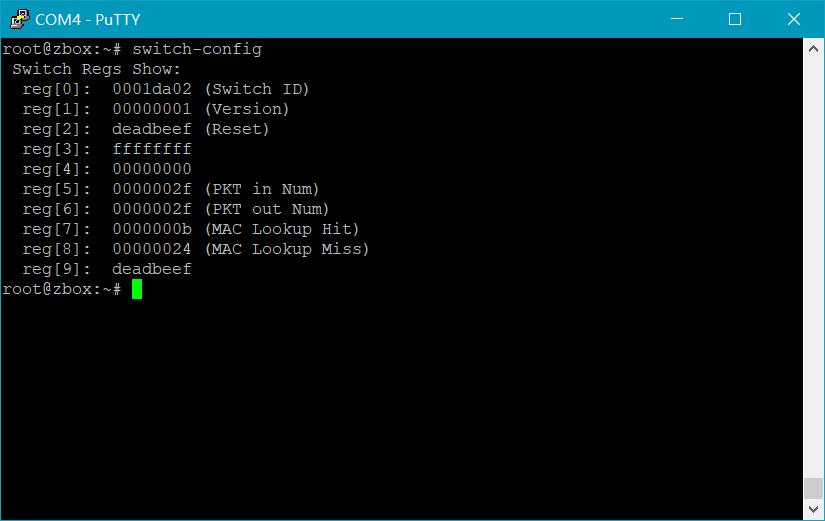 COM4 - PuTTY
root@zbox:~# switch-config
Switch Regs Show:
reg[0]: 0001da02 (Switch ID)
reg[1]: 00000001 (Version)
reg[2]: deadbeef (Reset)
reg[3]: ffffffff
reg[4]: 00000000
reg[5]: 0000002f (PKT in Num)
reg[6]: 0000002f (PKT out Num)
reg[7]: 0000000b (MAC Lookup Hit)
reg[8]: 00000024 (MAC Lookup Miss)
reg[9]: deadbeef
root@zbox:~#